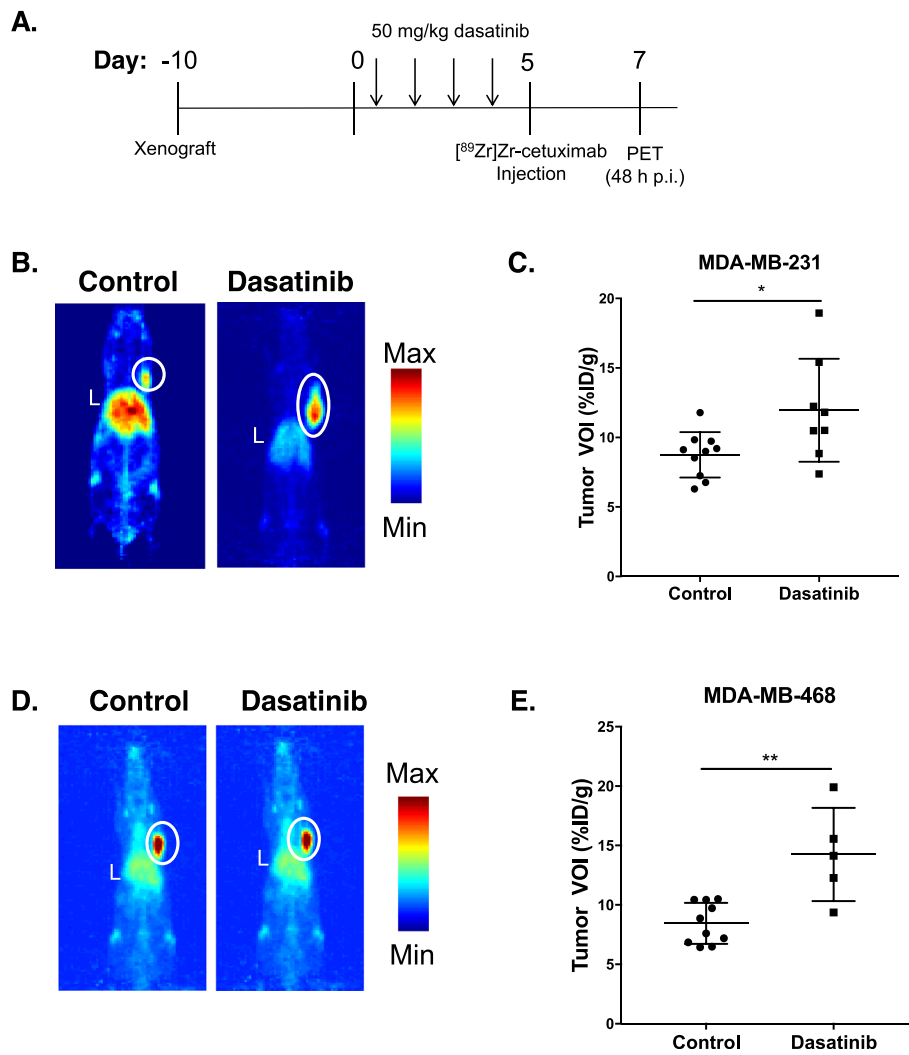 A.
50 mg/kg dasatinib
Day: -10 0 5 7
Xenograft
[⁸⁹Zr]Zr-cetuximab
Injection
PET
(48 h p.i.)
B.
Control Dasatinib
L
L
Max
Min
C.
MDA-MB-231
*
20
15
10
5
0
Tumor VOI (%ID/g)
Control Dasatinib
D.
Control Dasatinib
L
L
Max
Min
E.
MDA-MB-468
**
25
20
15
10
5
0
Tumor VOI (%ID/g)
Control Dasatinib